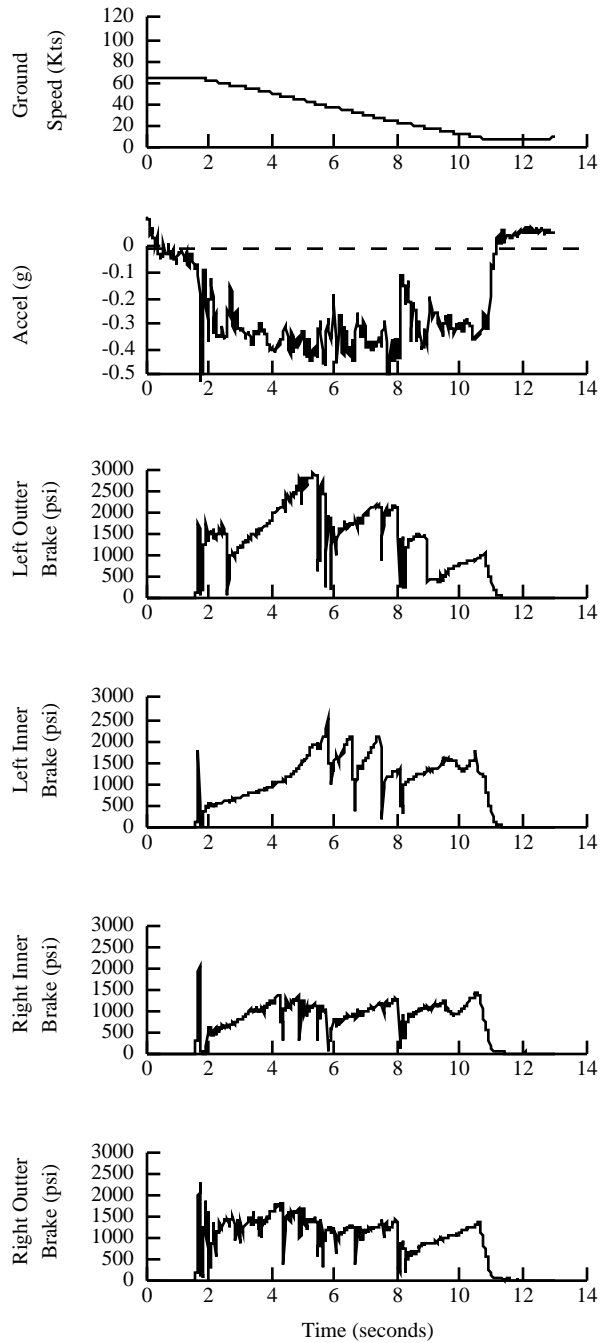 Ground
Speed (Kts)
120
100
80
60
40
20
0
0 2 4 6 8 10 12 14
Accel (g)
0
-0.1
-0.2
-0.3
-0.4
-0.5
0 2 4 6 8 10 12 14
Left Outter
Brake (psi)
3000
2500
2000
1500
1000
500
0
0 2 4 6 8 10 12 14
Left Inner
Brake (psi)
3000
2500
2000
1500
1000
500
0
0 2 4 6 8 10 12 14
Right Inner
Brake (psi)
3000
2500
2000
1500
1000
500
0
0 2 4 6 8 10 12 14
Right Outter
Brake (psi)
3000
2500
2000
1500
1000
500
0
0 2 4 6 8 10 12 14
Time (seconds)